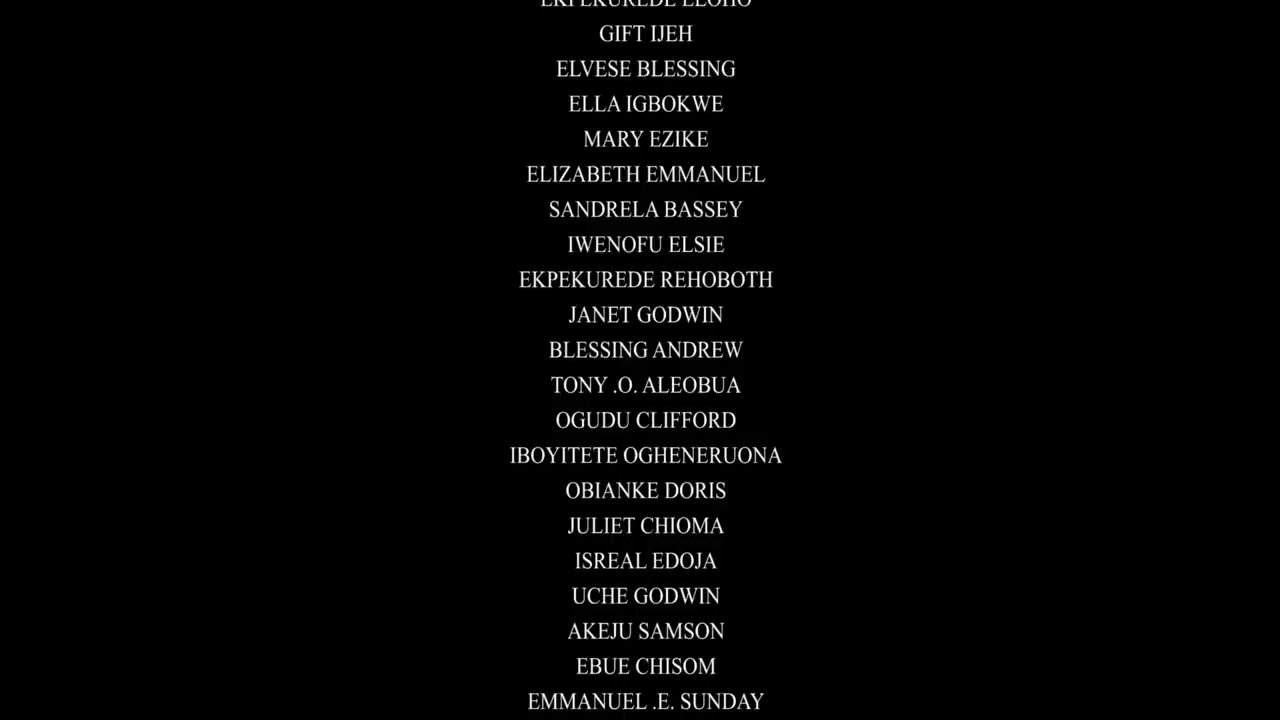 EKPEKUREDE
GIFT IJEH
ELVESE BLESSING
ELLA IGBOKWE
MARY EZIKE
ELIZABETH EMMANUEL
SANDRELA BASSEY
IWENOFU ELSIE
EKPEKUREDE REHOBOTH
JANET GODWIN
BLESSING ANDREW
TONY .O. ALEOBUA
OGUDU CLIFFORD
IBOYITETE OGHENERUONA
OBIANKE DORIS
JULIET CHIOMA
ISREAL EDOJA
UCHE GODWIN
AKEJU SAMSON
EBUE CHISOM
EMMANUEL .E. SUNDAY